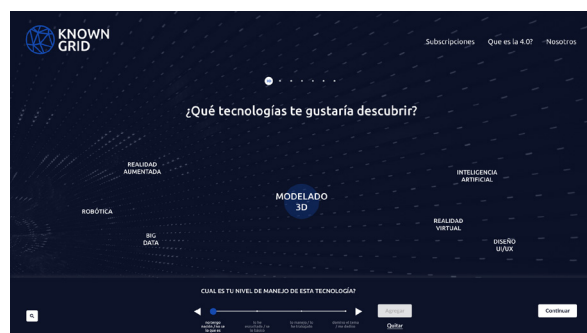 KNOWN
GRID
Subscripciones Que es la 4.0? Nosotros
¿Qué tecnologías te gustaría descubrir?
REALIDAD
AUMENTADA
INTELIGENCIA
ARTIFICIAL
MODELADO
3D
ROBÓTICA
REALIDAD
VIRTUAL
BIG
DATA
DISEÑO
UI/UX
CUAL ES TU NIVEL DE MANEJO DE ESTA TECNOLOGÍA?
Agregar
Continuar
Quitar